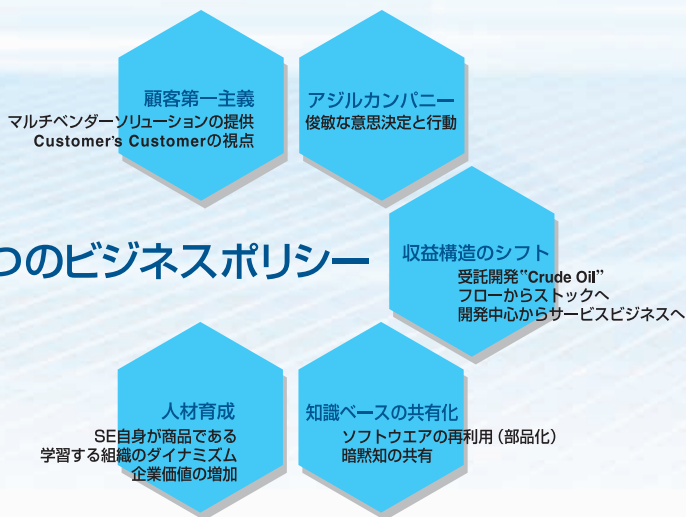 顧客第一主義
マルチベンダーソリューションの提供
Customer's Customerの視点
アジルカンパニー
俊敏な意思決定と行動
つのビジネスポリシー
収益構造のシフト
受託開発"Crude Oil"
フローからストックへ
開発中心からサービスビジネスへ
人材育成
SE自身が商品である
学習する組織のダイナミズム
企業価値の増加
知識ベースの共有化
ソフトウエアの再利用(部品化)
暗黙知の共有